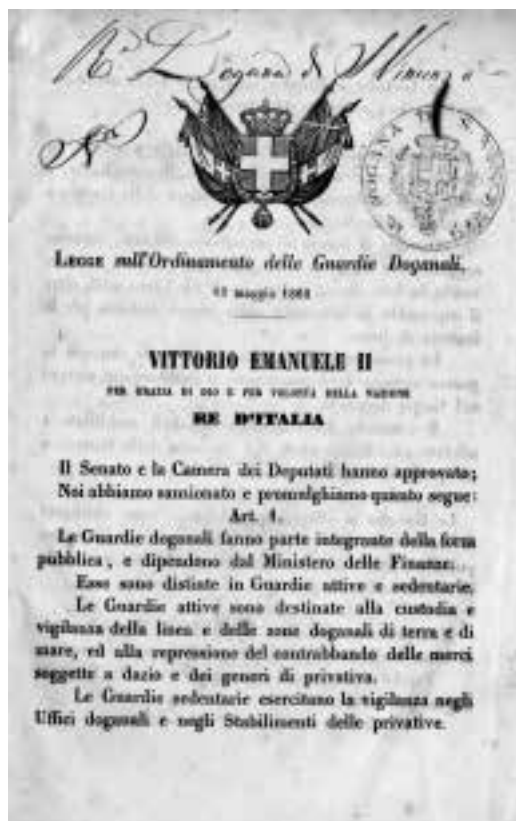 R.ª Dogana di
LEGGE sull'Ordinamento delle Guardie Doganali.
13 maggio 1862
VITTORIO EMANUELE II
PER GRAZIA DI DIO E PER VOLONTÀ DELLA NAZIONE
RE D'ITALIA
Il Senato e la Camera dei Deputati hanno approvato;
Noi abbiamo sanzionato e promulghiamo quanto segue:
Art. 1.
Le Guardie doganali fanno parte integrante della forza
pubblica, e dipendono dal Ministero delle Finanze.
Esse sono distinte in Guardie attive e sedentarie.
Le Guardie attive sono destinate alla custodia e
vigilanza della linea e delle zone doganali di terra e di
mare, ed alla repressione del contrabbando delle merci
soggette a dazio e dei generi di privativa.
Le Guardie sedentarie esercitano la vigilanza negli
Uffici doganali e negli Stabilimenti delle privative.